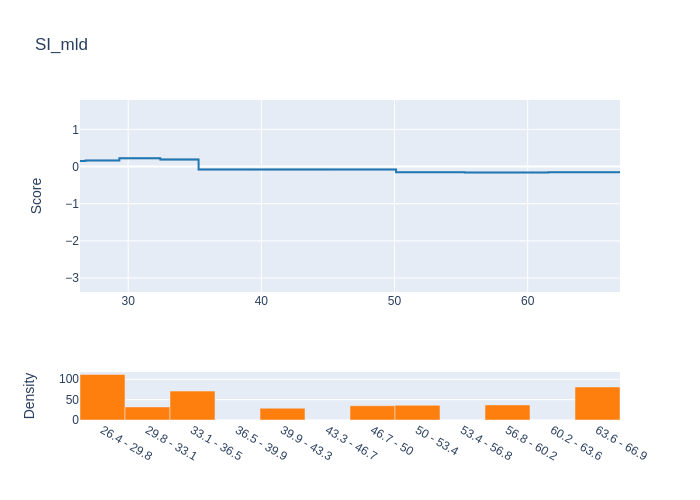 SI_mld
Score
1
0
−1
−2
−3
30 40 50 60
Density
100
50
0
26.4 - 29.8
29.8 - 33.1
33.1 - 36.5
36.5 - 39.9
39.9 - 43.3
43.3 - 46.7
46.7 - 50
50 - 53.4
53.4 - 56.8
56.8 - 60.2
60.2 - 63.6
63.6 - 66.9